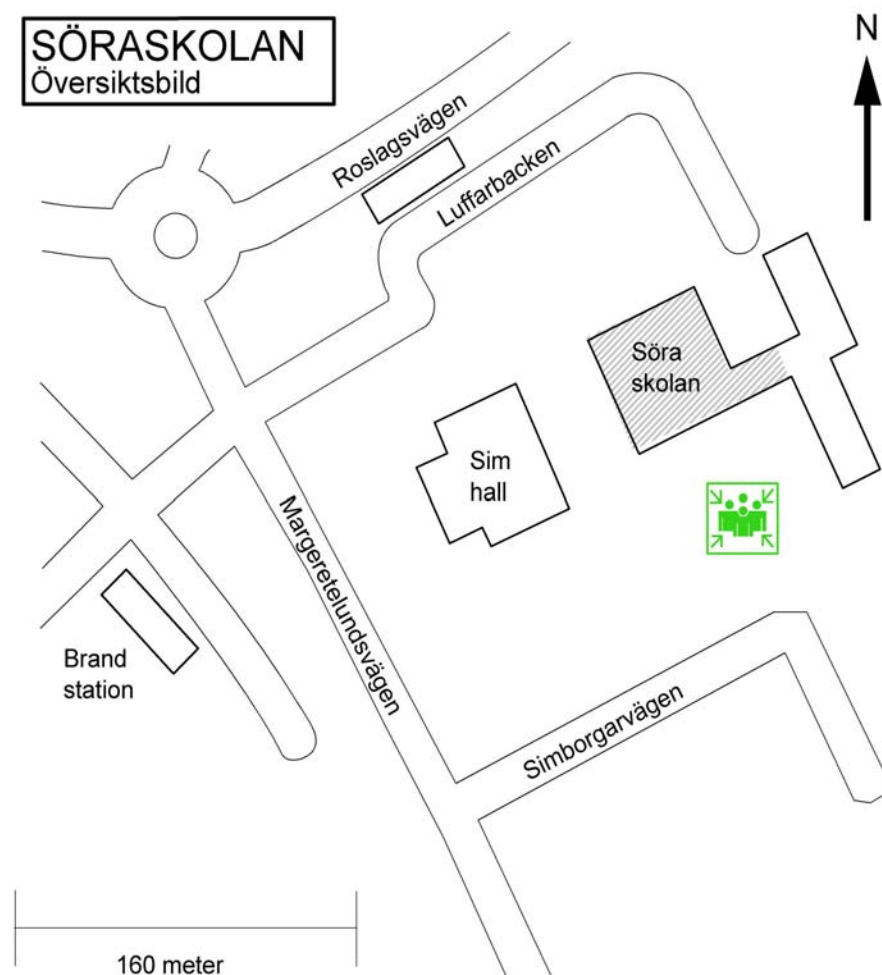 SÖRASKOLAN
Översiktsbild
N
Roslagsvägen
Luffarbacken
Söra
skolan
Sim
hall
Margeretelundsvägen
Brand
station
Simborgarvägen
160 meter